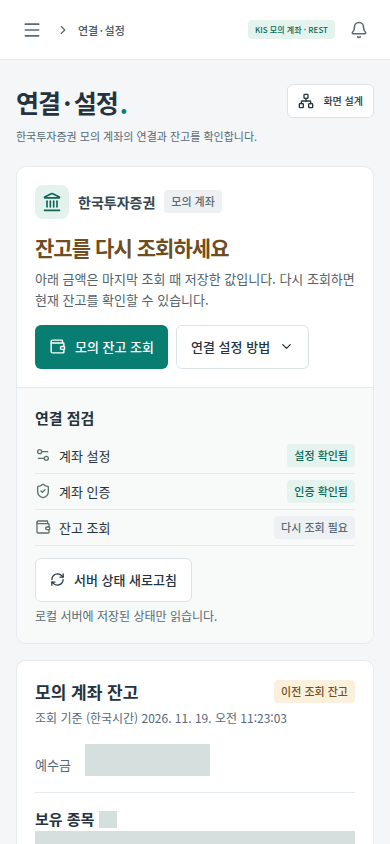 연결·설정
KIS 모의 계좌 · REST
연결·설정.
화면 설계
한국투자증권 모의 계좌의 연결과 잔고를 확인합니다.
한국투자증권
모의 계좌
잔고를 다시 조회하세요
아래 금액은 마지막 조회 때 저장한 값입니다. 다시 조회하면
현재 잔고를 확인할 수 있습니다.
모의 잔고 조회
연결 설정 방법
연결 점검
계좌 설정
설정 확인됨
계좌 인증
인증 확인됨
잔고 조회
다시 조회 필요
서버 상태 새로고침
로컬 서버에 저장된 상태만 읽습니다.
모의 계좌 잔고
이전 조회 잔고
조회 기준 (한국시간) 2026. 11. 19. 오전 11:23:03
예수금
보유 종목